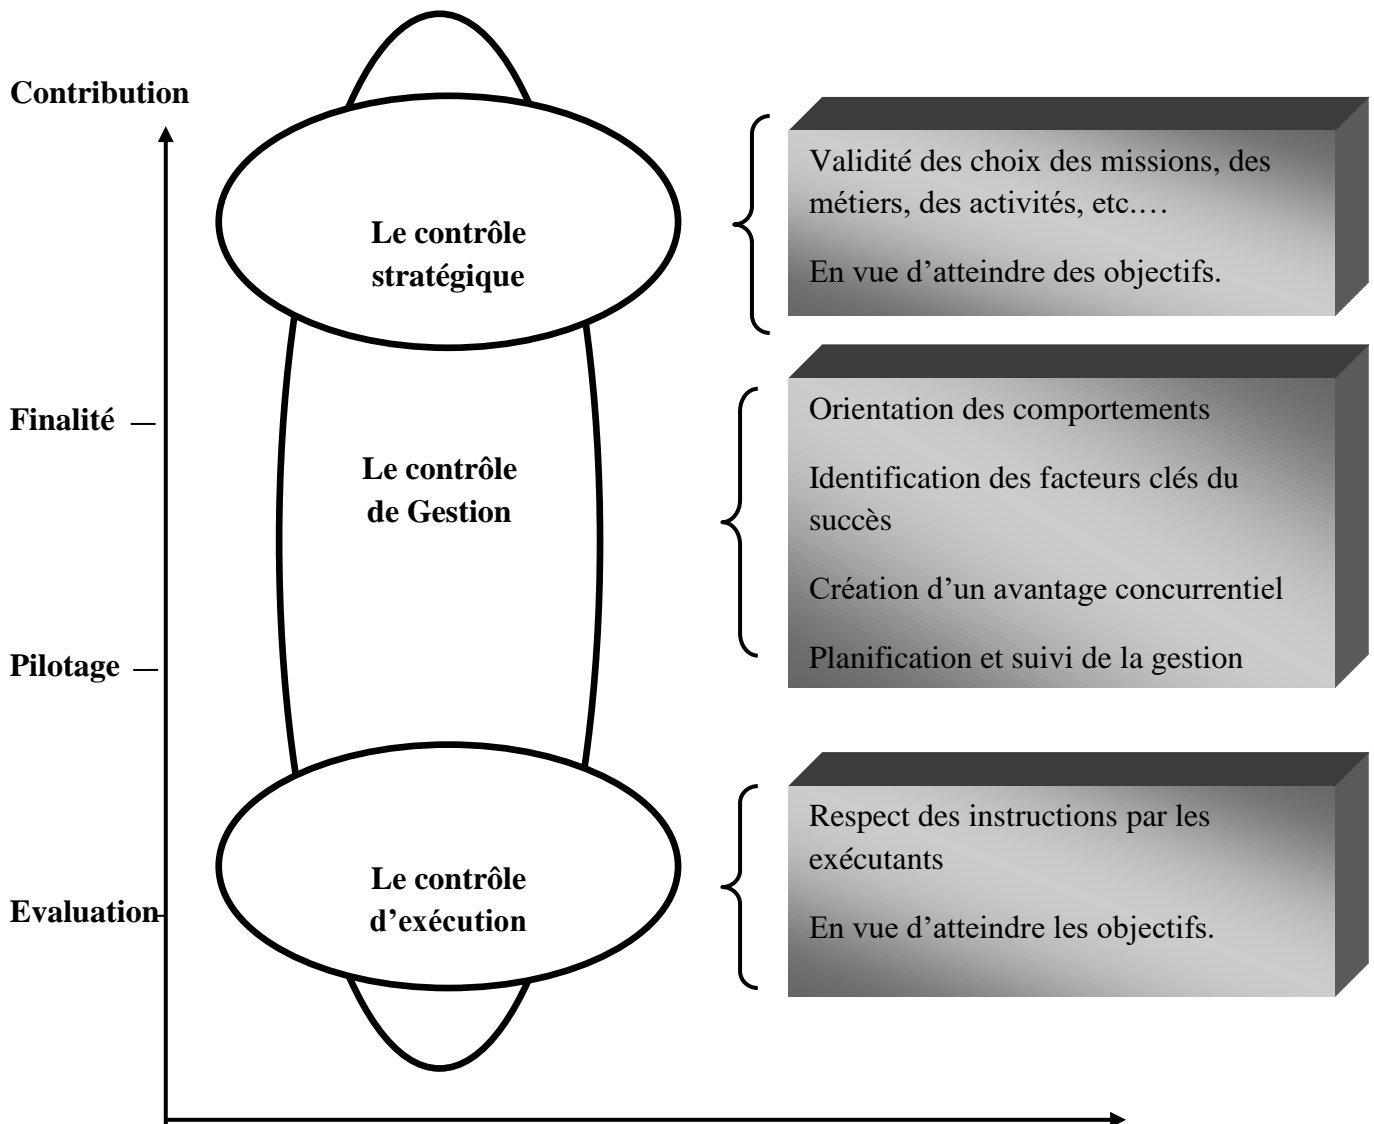 Contribution
Le contrôle
stratégique
Validité des choix des missions, des
métiers, des activités, etc.…
En vue d’atteindre des objectifs.
Finalité
Le contrôle
de Gestion
Orientation des comportements
Identification des facteurs clés du
succès
Création d’un avantage concurrentiel
Planification et suivi de la gestion
Pilotage
Evaluation
Le contrôle
d’exécution
Respect des instructions par les
exécutants
En vue d’atteindre les objectifs.